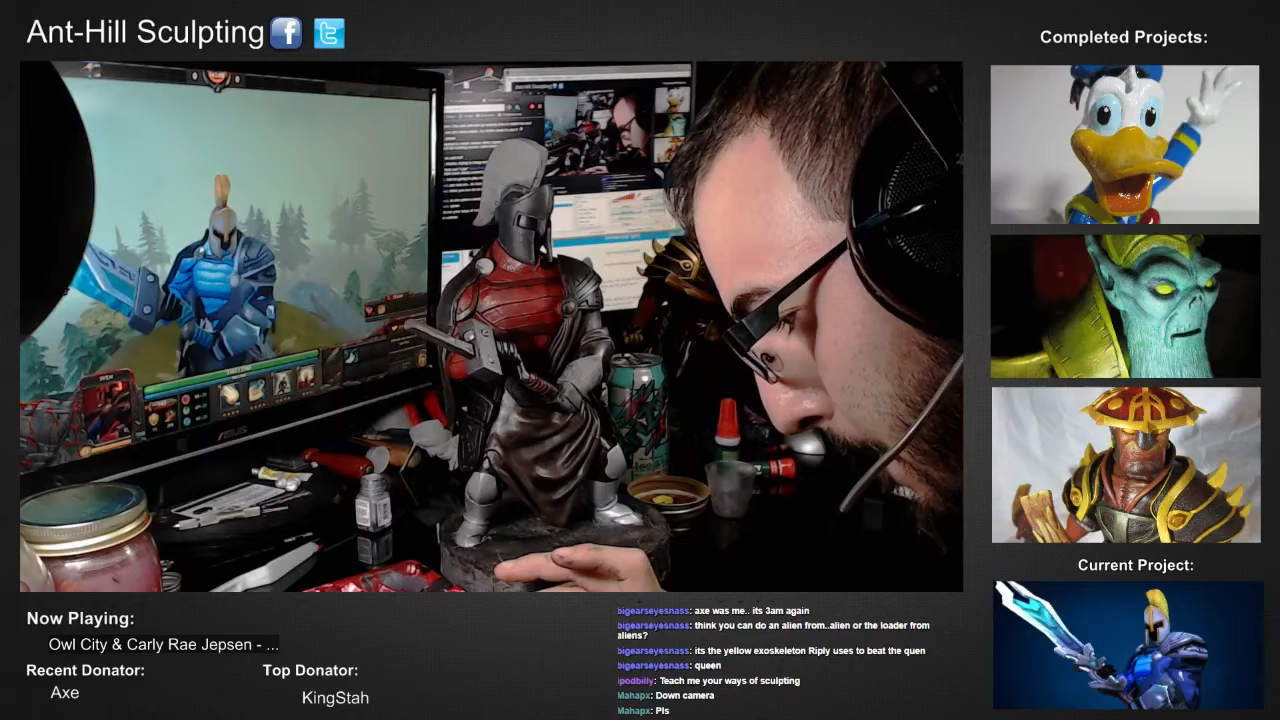 Ant-Hill Sculpting
Completed Projects:
SVEN
ASUS
Current Project:
Now Playing:
Owl City & Carly Rae Jepsen - ...
Recent Donator:
Top Donator:
Axe
KingStah
bigearseyesnass: axe was me.. its 3am again
bigearseyesnass: think you can do an alien from..alien or the loader from
aliens?
bigearseyesnass: its the yellow exoskeleton Riply uses to beat the quen
bigearseyesnass: queen
ipodbilly: Teach me your ways of sculpting
Mahapx: Down camera
Mahapx: Pls